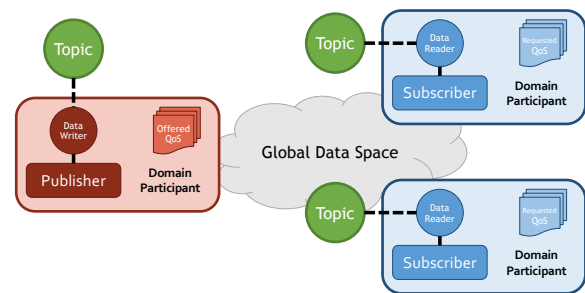 Topic
Data
Writer
Offered
QoS
Publisher
Domain
Participant
Global Data Space
Topic
Data
Reader
Requested
QoS
Subscriber
Domain
Participant
Topic
Data
Reader
Requested
QoS
Subscriber
Domain
Participant